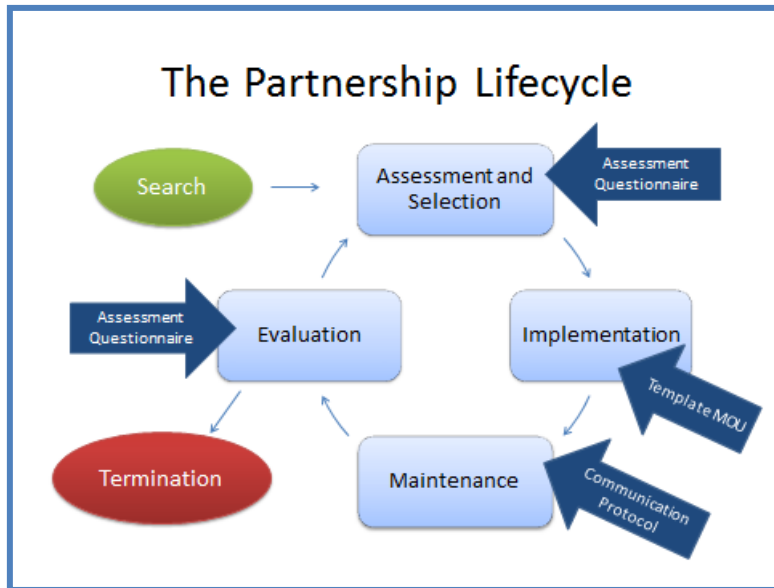 The Partnership Lifecycle
Search
Assessment and
Selection
Assessment
Questionnaire
Assessment
Questionnaire
Evaluation
Implementation
Template MOU
Termination
Maintenance
Communication
Protocol